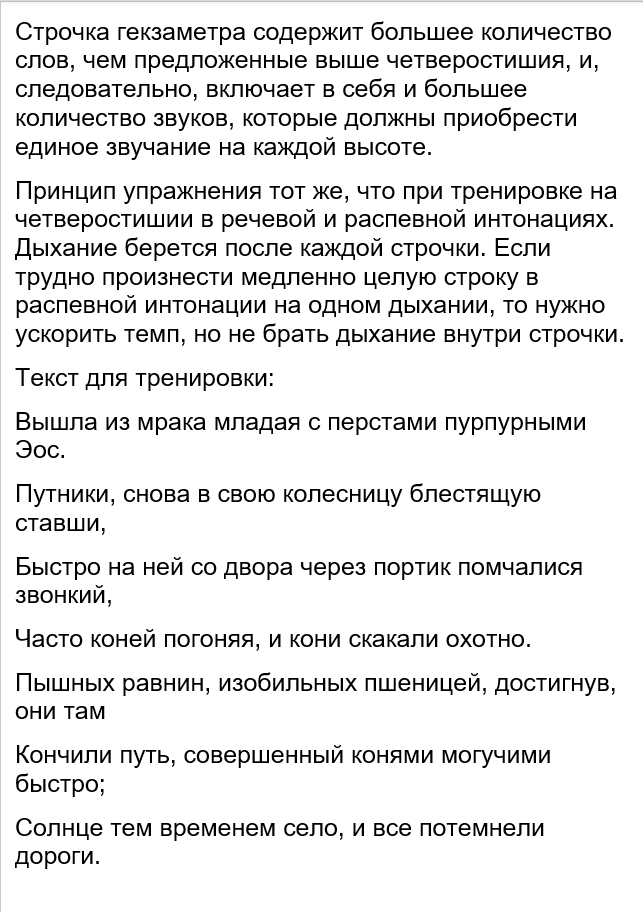 Строчка гекзаметра содержит большее количество
слов, чем предложенные выше четверостишия, и,
следовательно, включает в себя и большее
количество звуков, которые должны приобрести
единое звучание на каждой высоте.
Принцип упражнения тот же, что при тренировке на
четверостишии в речевой и распевной интонациях.
Дыхание берется после каждой строчки. Если
трудно произнести медленно целую строку в
распевной интонации на одном дыхании, то нужно
ускорить темп, но не брать дыхание внутри строчки.
Текст для тренировки:
Вышла из мрака младая с перстами пурпурными
Эос.
Путники, снова в свою колесницу блестящую
ставши,
Быстро на ней со двора через портик помчалися
звонкий,
Часто коней погоняя, и кони скакали охотно.
Пышных равнин, изобильных пшеницей, достигнув,
они там
Кончили путь, совершенный конями могучими
быстро;
Солнце тем временем село, и все потемнели
дороги.